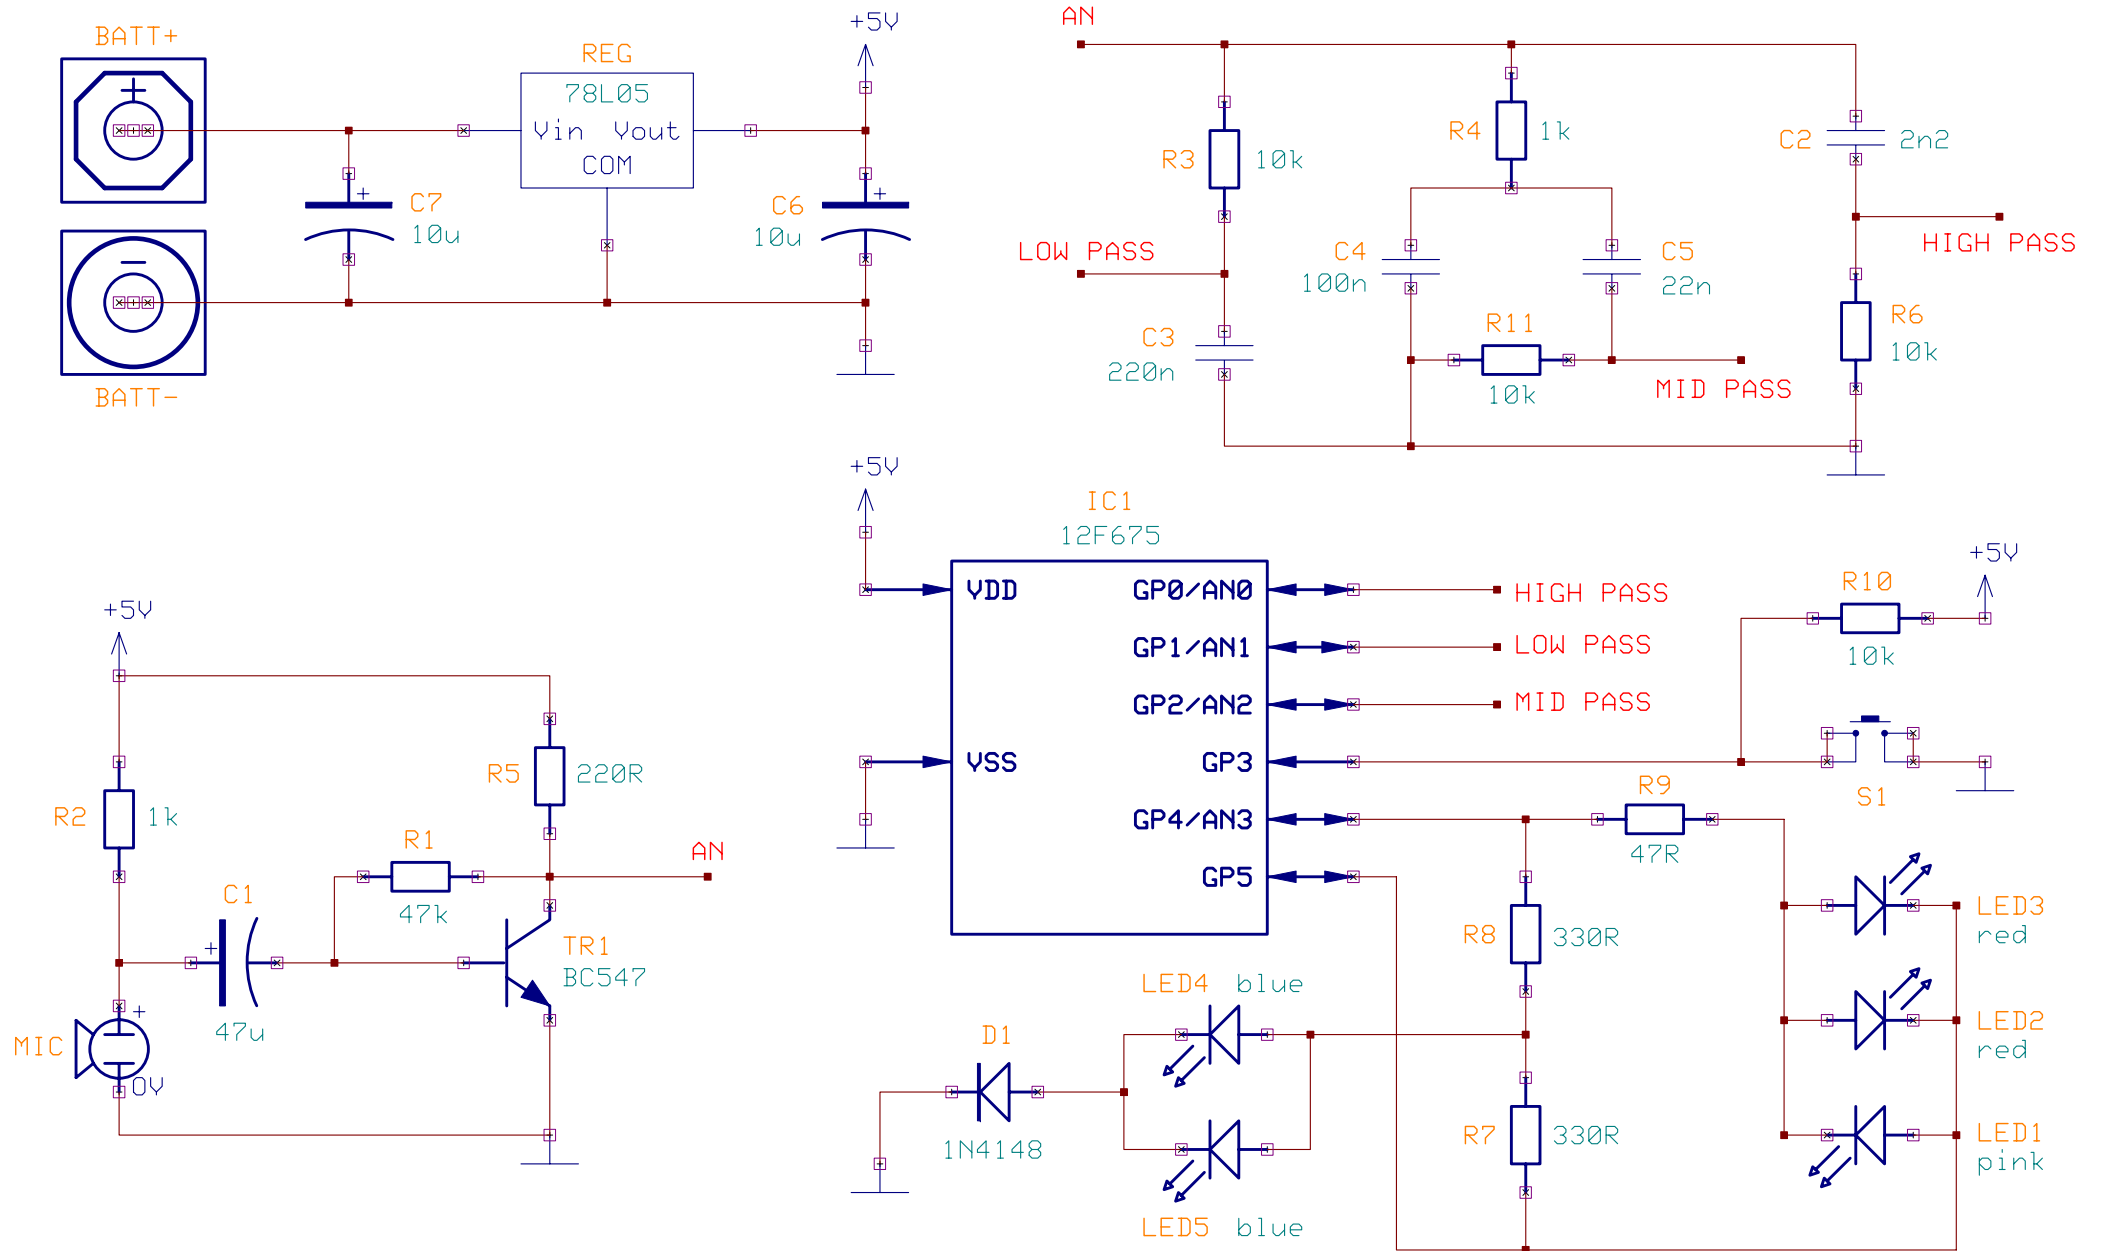 BATT+
REG
78L05
Vin Vout
COM
+5V
C7
10u
C6
10u
BATT-
AN
R3
10k
R4
1k
C2
2n2
LOW PASS
C4
100n
C5
22n
HIGH PASS
C3
220n
R11
10k
MID PASS
R6
10k
+5V
IC1
12F675
VDD
VSS
GP0/AN0
GP1/AN1
GP2/AN2
GP3
GP4/AN3
GP5
HIGH PASS
LOW PASS
MID PASS
R10
10k
+5V
S1
R9
47R
+5V
R2
1k
R5
220R
R1
47k
AN
C1
+
47u
TR1
BC547
MIC
+
0V
R8
330R
LED3
red
LED2
red
LED1
pink
LED4 blue
D1
1N4148
R7
330R
LED5 blue